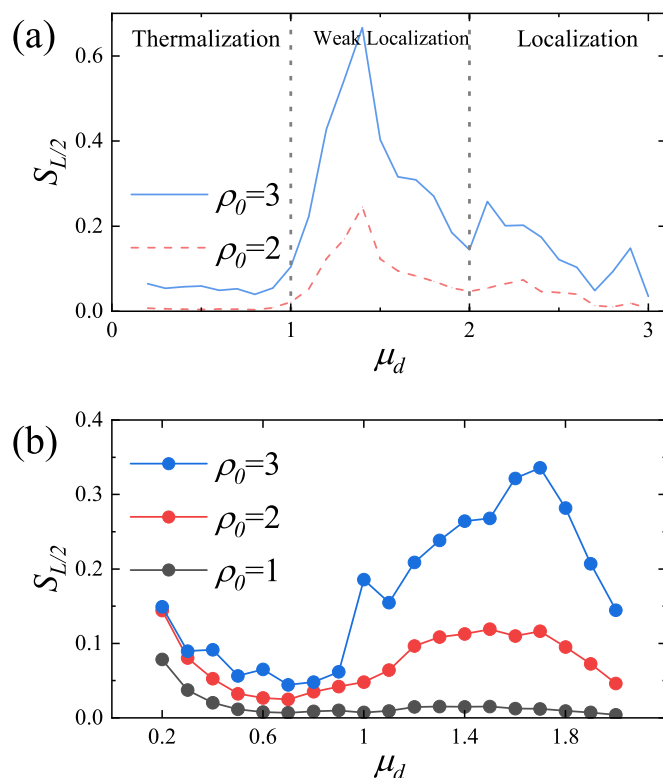 (a)
Thermalization
Weak Localization
Localization
S_{L/2}
0.6
0.4
0.2
0.0
ρ_0=3
ρ_0=2
0
1
2
3
μ_d
(b)
S_{L/2}
0.4
0.3
0.2
0.1
0.0
ρ_0=3
ρ_0=2
ρ_0=1
0.2
0.6
1
1.4
1.8
μ_d